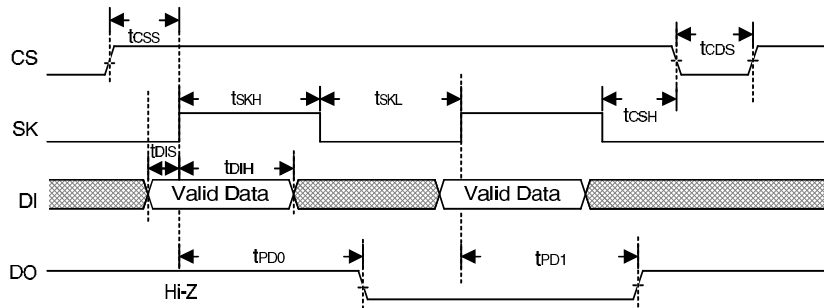 tCSS
tCDS
CS
tSKH
tSKL
tCSH
SK
tDIS
tDIH
DI
Valid Data
Valid Data
tPD0
tPD1
DO
Hi-Z